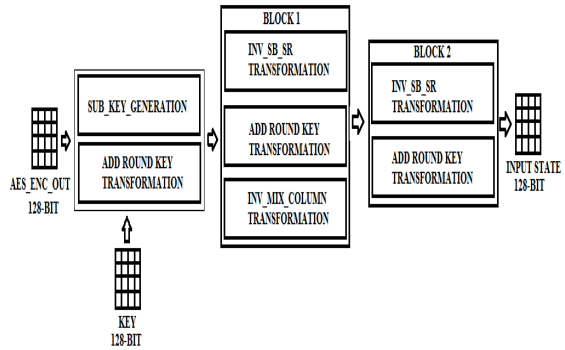 AES_ENC_OUT
128-BIT
SUB_KEY_GENERATION
ADD ROUND KEY
TRANSFORMATION
KEY
128-BIT
BLOCK 1
INV_SB_SR
TRANSFORMATION
ADD ROUND KEY
TRANSFORMATION
INV_MIX_COLUMN
TRANSFORMATION
BLOCK 2
INV_SB_SR
TRANSFORMATION
ADD ROUND KEY
TRANSFORMATION
INPUT STATE
128-BIT